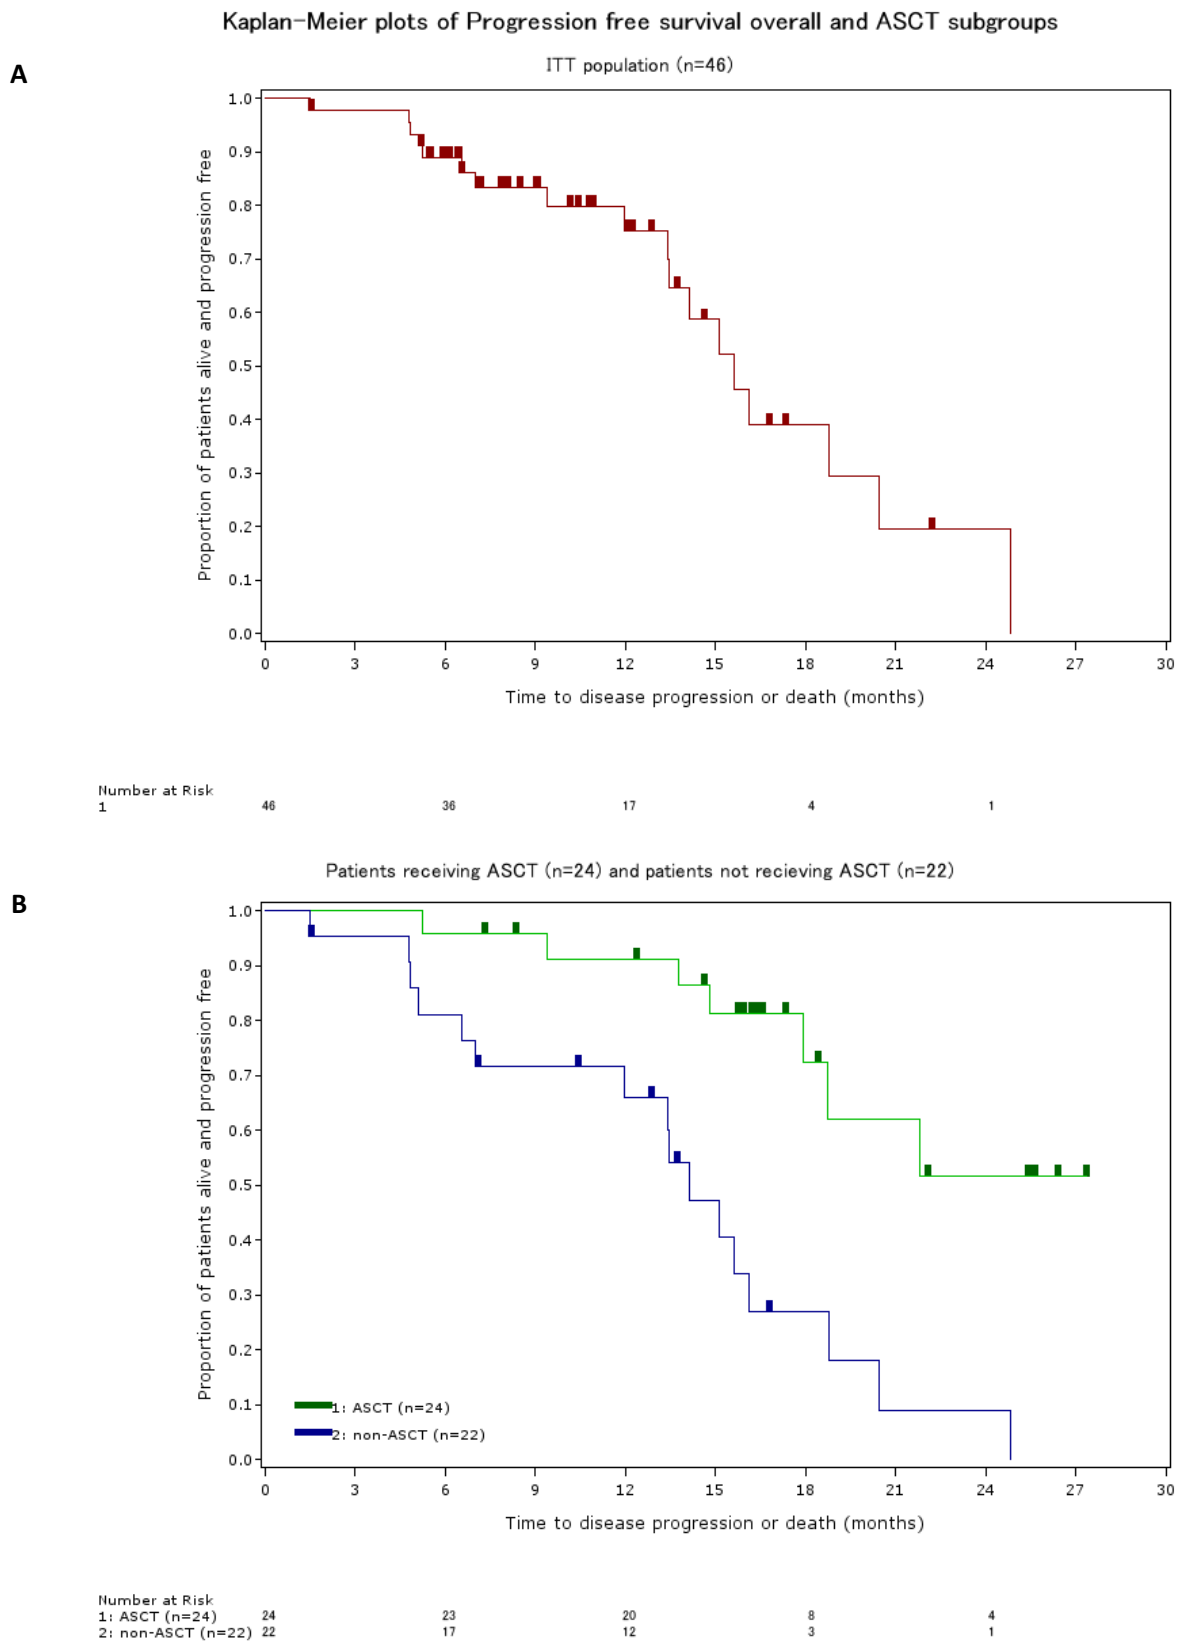 Kaplan-Meier plots of Progression free survival overall and ASCT subgroups
A
ITT population (n=46)
Proportion of patients alive and progression free
1.0
0.9
0.8
0.7
0.6
0.5
0.4
0.3
0.2
0.1
0.0
0 3 6 9 12 15 18 21 24 27 30
Time to disease progression or death (months)
Number at Risk
1 46 36 17 4 1
Patients receiving ASCT (n=24) and patients not recieving ASCT (n=22)
B
Proportion of patients alive and progression free
1.0
0.9
0.8
0.7
0.6
0.5
0.4
0.3
0.2
0.1
0.0
1: ASCT (n=24)
2: non-ASCT (n=22)
0 3 6 9 12 15 18 21 24 27 30
Time to disease progression or death (months)
Number at Risk
1: ASCT (n=24) 24 23 20 8 4
2: non-ASCT (n=22) 22 17 12 3 1